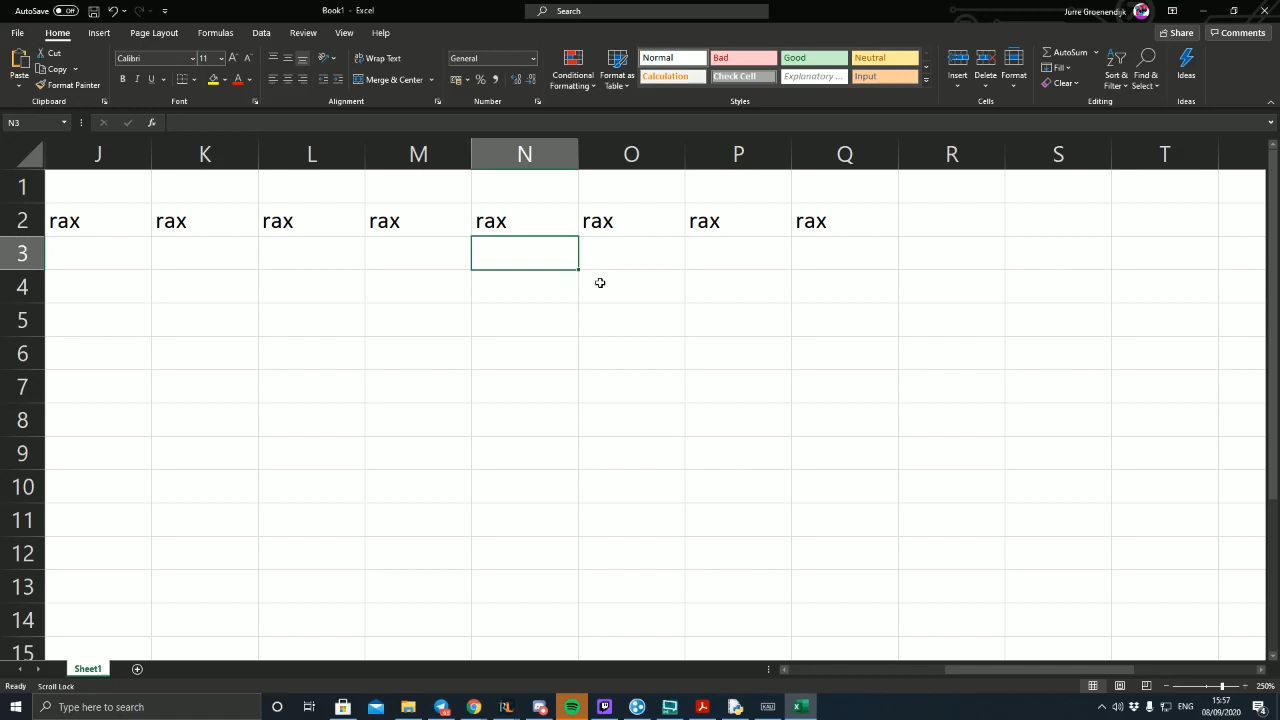 AutoSave Off Book1 - Excel Search Jurre Groenendijk
File Home Insert Page Layout Formulas Data Review View Help Share Comments
Paste Cut Copy Format Painter Clipboard
Calibri 11 B I U A Font
Wrap Text Merge & Center Alignment
General % Number
Conditional Formatting Format as Table Normal Bad Good Neutral Calculation Check Cell Explanatory ... Input Styles
Insert Delete Format Cells
AutoSum Fill Clear Sort & Filter Find & Select Editing
Ideas Ideas
N3 fx
J K L M N O P Q R S T
1
2 rax rax rax rax rax rax rax rax
3
4
5
6
7
8
9
10
11
12
13
14
15
Sheet1
Ready Scroll Lock 250%
Type here to search ENG 15:57
08/09/2020